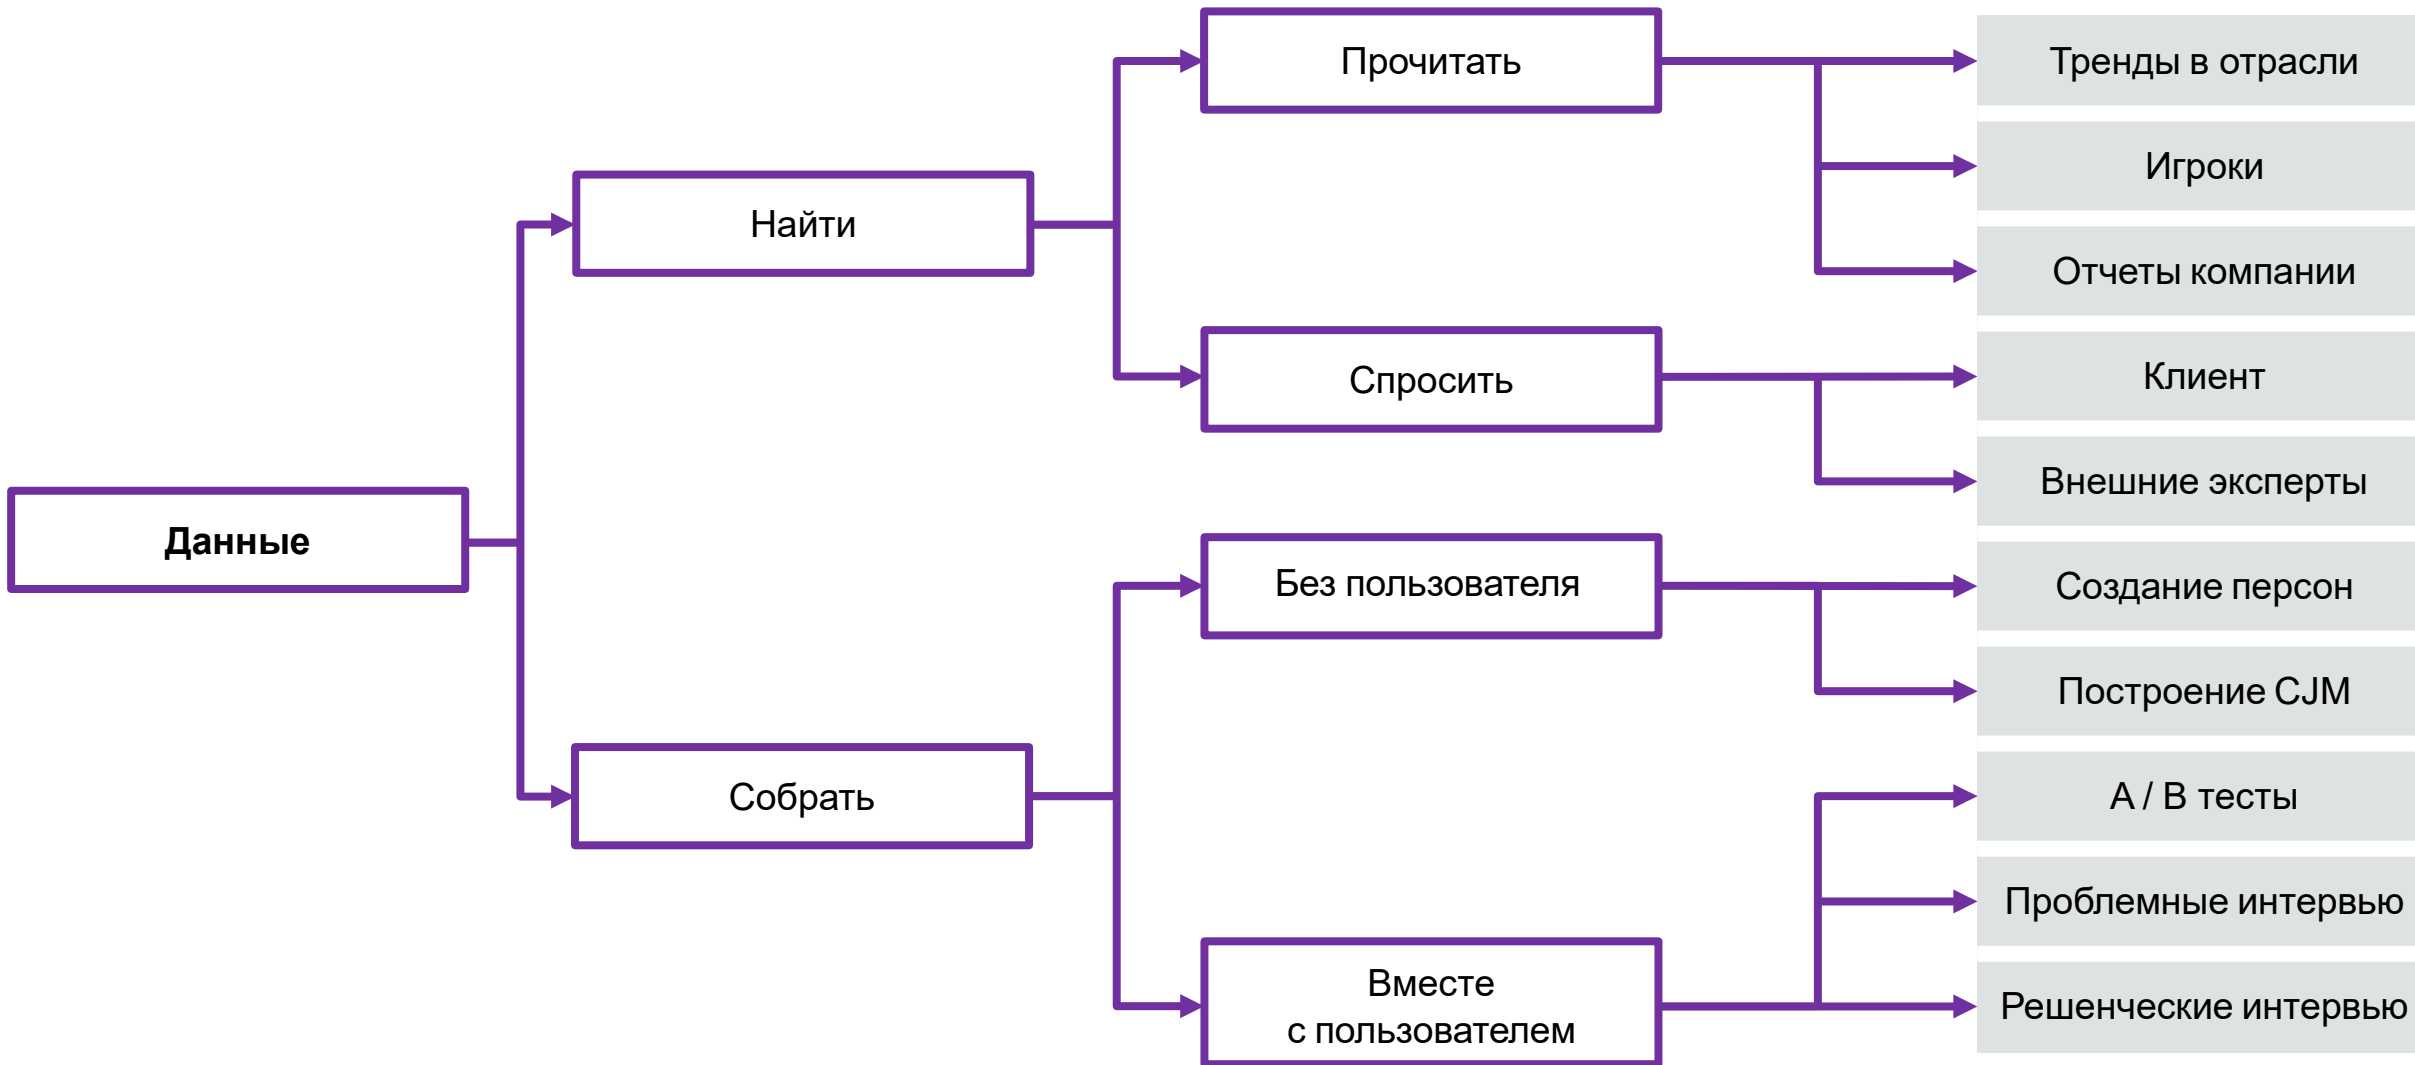 Прочитать
Тренды в отрасли
Игроки
Найти
Отчеты компании
Спросить
Клиент
Внешние эксперты
Данные
Без пользователя
Создание персон
Построение CJM
Собрать
A / B тесты
Проблемные интервью
Вместе
с пользователем
Решенческие интервью